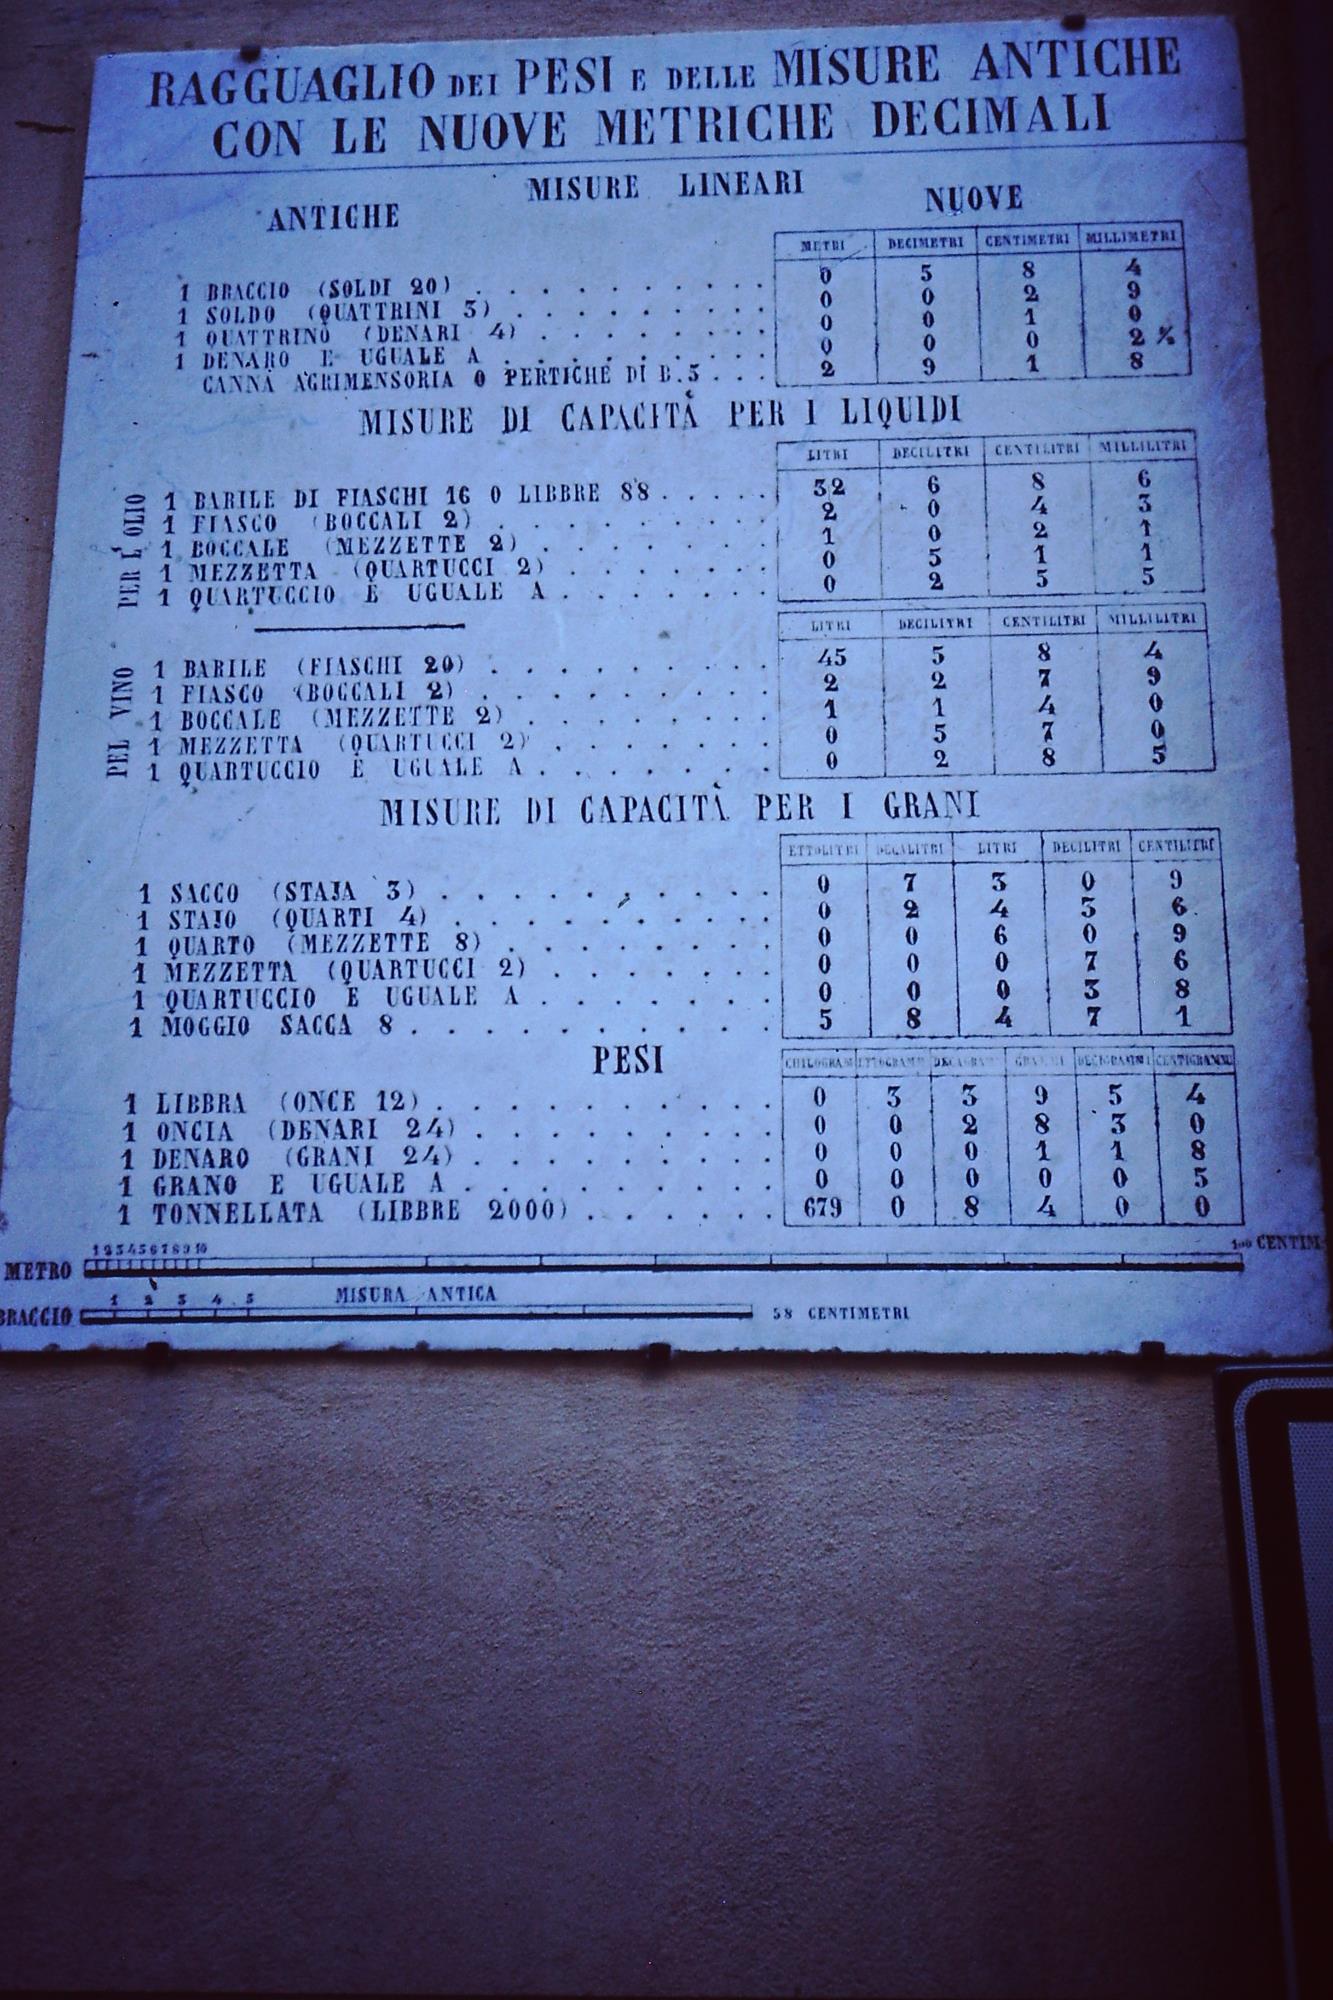 RAGGUAGLIO DEI PESI E DELLE MISURE ANTICHE
CON LE NUOVE METRICHE DECIMALI
MISURE LINEARI
ANTICHE NUOVE
METRI DECIMETRI CENTIMETRI MILLIMETRI
1 BRACCIO (SOLDI 20) 0 5 8 4
1 SOLDO (QUATTRINI 3) 0 0 2 9
1 QUATTRINO (DENARI 4) 0 0 1 0
1 DENARO E UGUALE A 0 0 0 2
CANNA AGRIMENSORIA O PERTICHE DI B. 5 2 9 1 8
MISURE DI CAPACITÀ PER I LIQUIDI
LITRI DECILITRI CENTILITRI MILLILITRI
PER L'OLIO
1 BARILE DI FIASCHI 16 O LIBBRE 88 32 6 8 6
1 FIASCO (BOCCALI 2) 2 0 4 3
1 BOCCALE (MEZZETTE 2) 1 0 2 1
1 MEZZETTA (QUARTUCCI 2) 0 5 1 1
1 QUARTUCCIO E UGUALE A 0 2 5 5
LITRI DECILITRI CENTILITRI MILLILITRI
PEL VINO
1 BARILE (FIASCHI 20) 45 5 8 4
1 FIASCO (BOCCALI 2) 2 2 7 9
1 BOCCALE (MEZZETTE 2) 1 1 4 0
1 MEZZETTA (QUARTUCCI 2) 0 5 7 0
1 QUARTUCCIO E UGUALE A 0 2 8 5
MISURE DI CAPACITÀ PER I GRANI
ETTOLITRI DECALITRI LITRI DECILITRI CENTILITRI
1 SACCO (STAJA 3) 0 7 3 0 9
1 STAJO (QUARTI 4) 0 2 4 3 6
1 QUARTO (MEZZETTE 8) 0 0 6 0 9
1 MEZZETTA (QUARTUCCI 2) 0 0 0 7 6
1 QUARTUCCIO E UGUALE A 0 0 0 3 8
1 MOGGIO SACCA 8 5 8 4 7 1
PESI
CHILOGRAM ETTOGRAMM DECAGRAMM GRAMMI DECIGRAMMI CENTIGRAMMI
1 LIBBRA (ONCE 12) 0 3 3 9 5 4
1 ONCIA (DENARI 24) 0 0 2 8 3 0
1 DENARO (GRANI 24) 0 0 0 1 1 8
1 GRANO E UGUALE A 0 0 0 0 0 5
1 TONNELLATA (LIBBRE 2000) 679 0 8 4 0 0
1 2 3 4 5 6 7 8 9 10
METRO 100 CENTIM
1 2 3 4 5 MISURA ANTICA
BRACCIO 58 CENTIMETRI